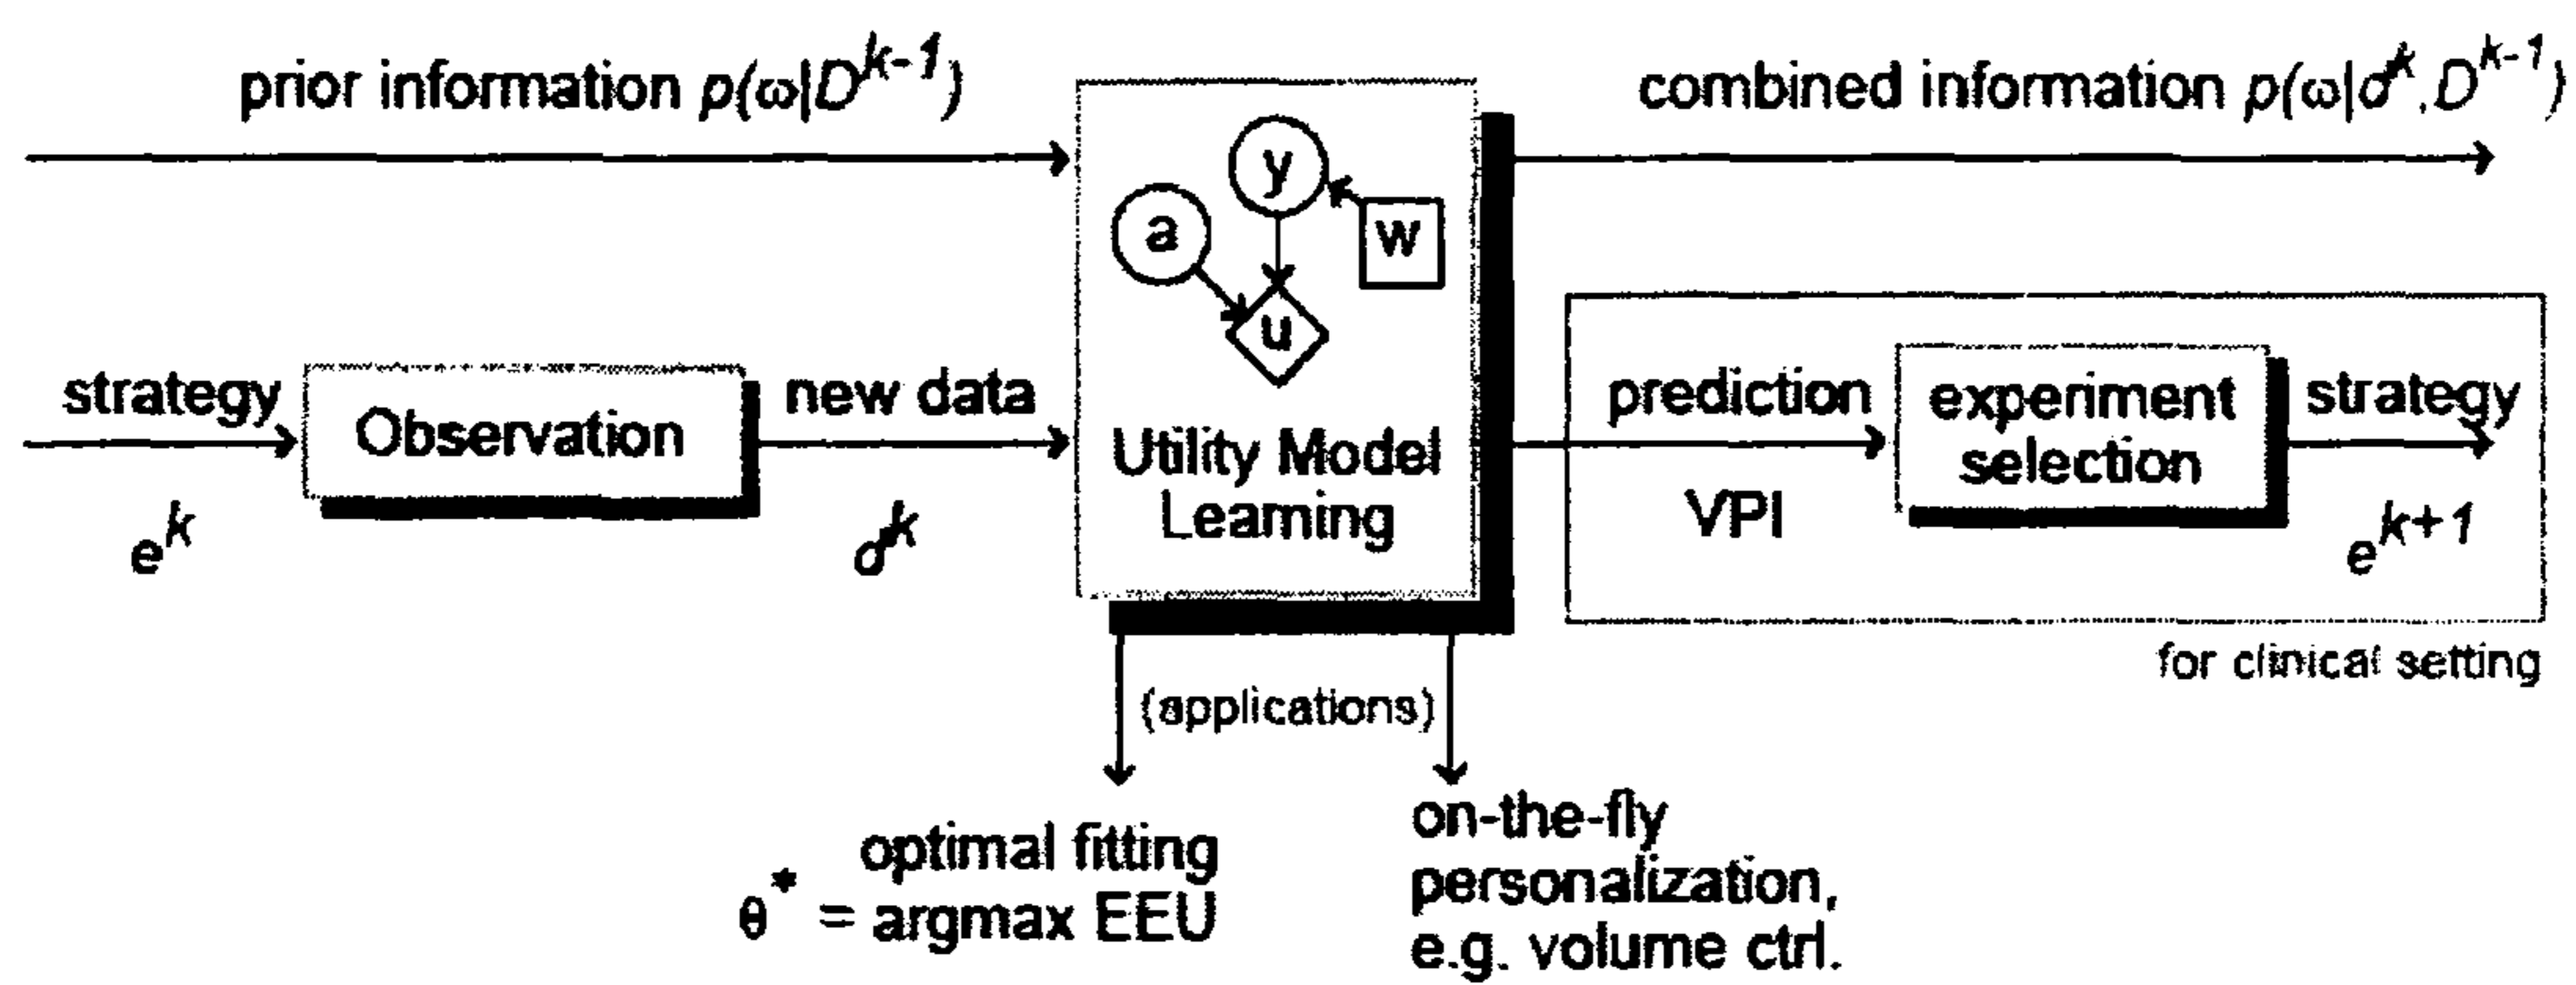 prior information p(ω|D^{k-1})
combined information p(ω|d^k,D^{k-1})
y
a
w
u
strategy
Observation
new data
Utility Model
Learning
prediction
experiment
selection
strategy
e^k
d^k
VPI
e^{k+1}
for clinical setting
(applications)
optimal fitting
θ* = argmax EEU
on-the-fly
personalization,
e.g. volume ctrl.